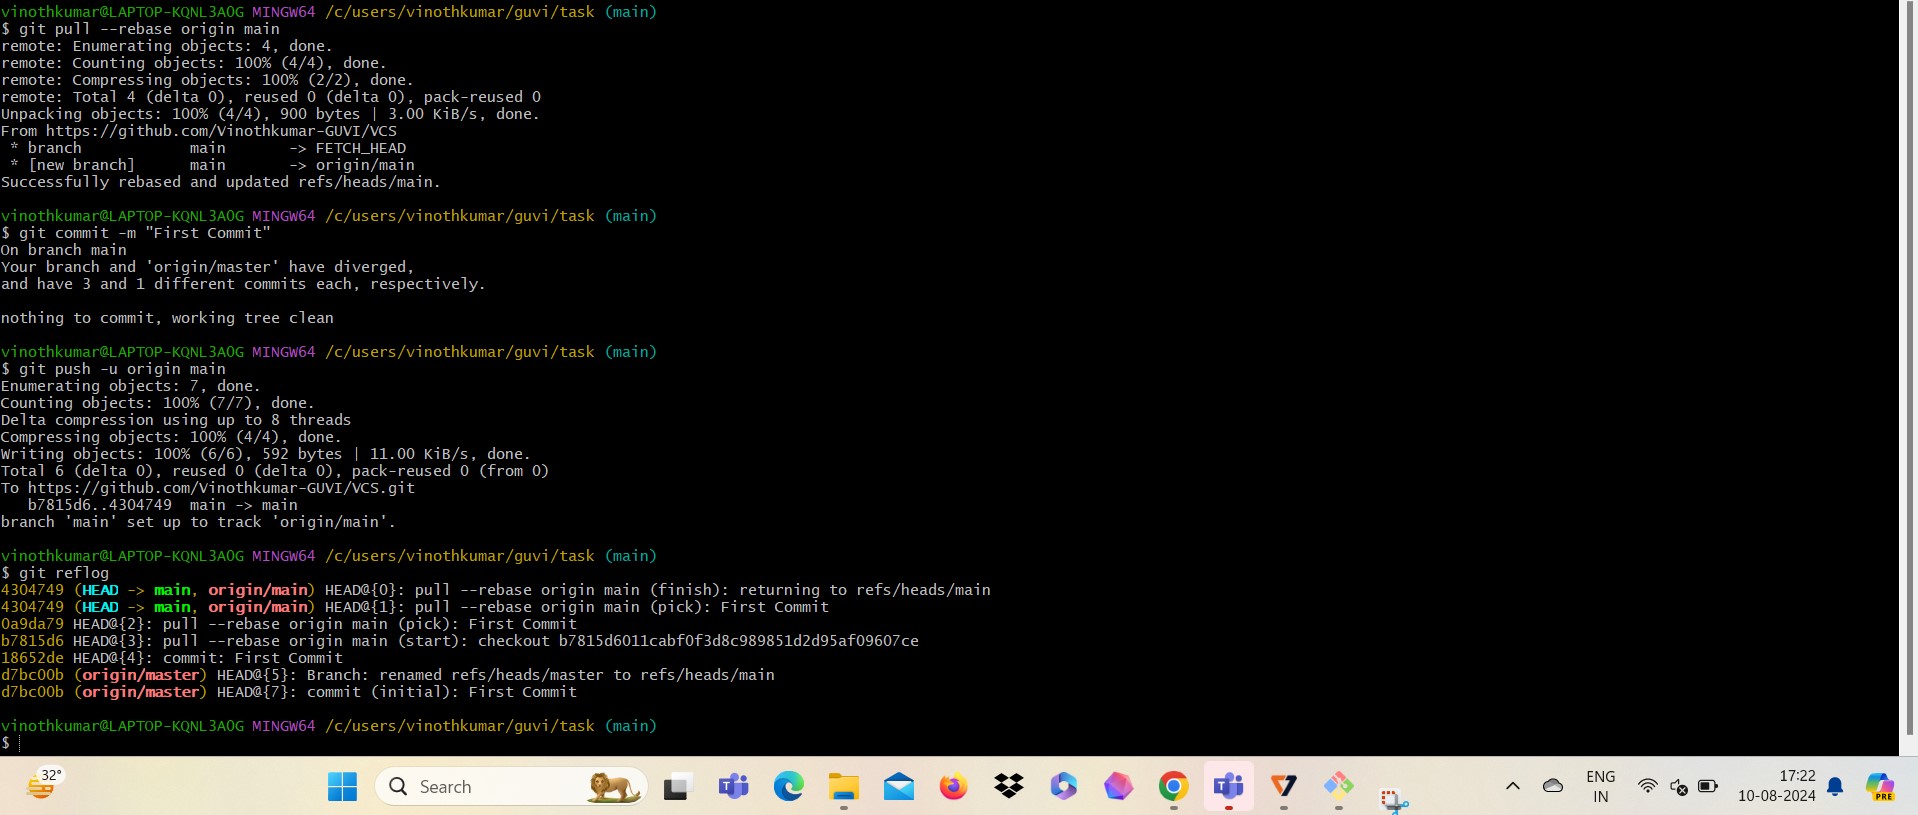 vinothkumar@LAPTOP-KQNL3AOG MINGW64 /c/users/vinothkumar/guvi/task (main)
$ git pull --rebase origin main
remote: Enumerating objects: 4, done.
remote: Counting objects: 100% (4/4), done.
remote: Compressing objects: 100% (2/2), done.
remote: Total 4 (delta 0), reused 0 (delta 0), pack-reused 0
Unpacking objects: 100% (4/4), 900 bytes | 3.00 KiB/s, done.
From https://github.com/Vinothkumar-GUVI/VCS
 * branch            main       -> FETCH_HEAD
 * [new branch]      main       -> origin/main
Successfully rebased and updated refs/heads/main.
vinothkumar@LAPTOP-KQNL3AOG MINGW64 /c/users/vinothkumar/guvi/task (main)
$ git commit -m "First Commit"
On branch main
Your branch and 'origin/master' have diverged,
and have 3 and 1 different commits each, respectively.
nothing to commit, working tree clean
vinothkumar@LAPTOP-KQNL3AOG MINGW64 /c/users/vinothkumar/guvi/task (main)
$ git push -u origin main
Enumerating objects: 7, done.
Counting objects: 100% (7/7), done.
Delta compression using up to 8 threads
Compressing objects: 100% (4/4), done.
Writing objects: 100% (6/6), 592 bytes | 11.00 KiB/s, done.
Total 6 (delta 0), reused 0 (delta 0), pack-reused 0 (from 0)
To https://github.com/Vinothkumar-GUVI/VCS.git
   b7815d6..4304749  main -> main
branch 'main' set up to track 'origin/main'.
vinothkumar@LAPTOP-KQNL3AOG MINGW64 /c/users/vinothkumar/guvi/task (main)
$ git reflog
4304749 (HEAD -> main, origin/main) HEAD@{0}: pull --rebase origin main (finish): returning to refs/heads/main
4304749 (HEAD -> main, origin/main) HEAD@{1}: pull --rebase origin main (pick): First Commit
0a9da79 HEAD@{2}: pull --rebase origin main (pick): First Commit
b7815d6 HEAD@{3}: pull --rebase origin main (start): checkout b7815d6011cabf0f3d8c989851d2d95af09607ce
18652de HEAD@{4}: commit: First Commit
d7bc00b (origin/master) HEAD@{5}: Branch: renamed refs/heads/master to refs/heads/main
d7bc00b (origin/master) HEAD@{7}: commit (initial): First Commit
vinothkumar@LAPTOP-KQNL3AOG MINGW64 /c/users/vinothkumar/guvi/task (main)
$
32°
Search
ENG
IN
17:22
10-08-2024
PRE